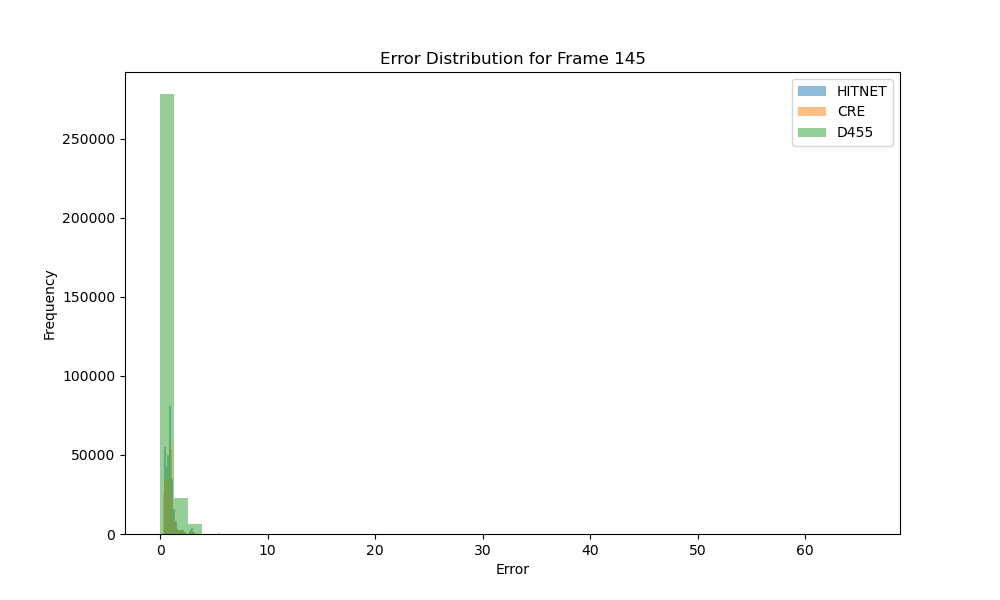 Error Distribution for Frame 145
HITNET
CRE
D455
250000
200000
150000
100000
50000
0
Frequency
0 10 20 30 40 50 60
Error